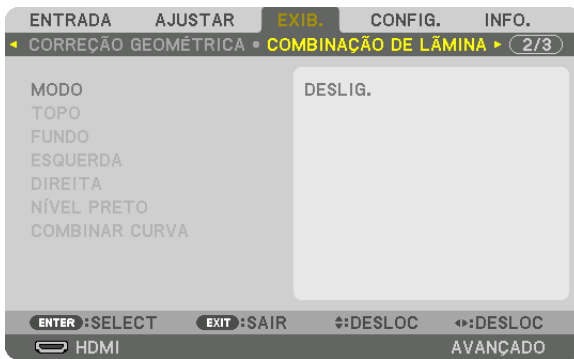 ENTRADA AJUSTAR EXIB. CONFIG. INFO.
CORREÇÃO GEOMÉTRICA • COMBINAÇÃO DE LÃMINA 2/3
MODO DESLIG.
TOPO
FUNDO
ESQUERDA
DIREITA
NÍVEL PRETO
COMBINAR CURVA
ENTER :SELECT EXIT :SAIR :DESLOC :DESLOC
HDMI AVANÇADO